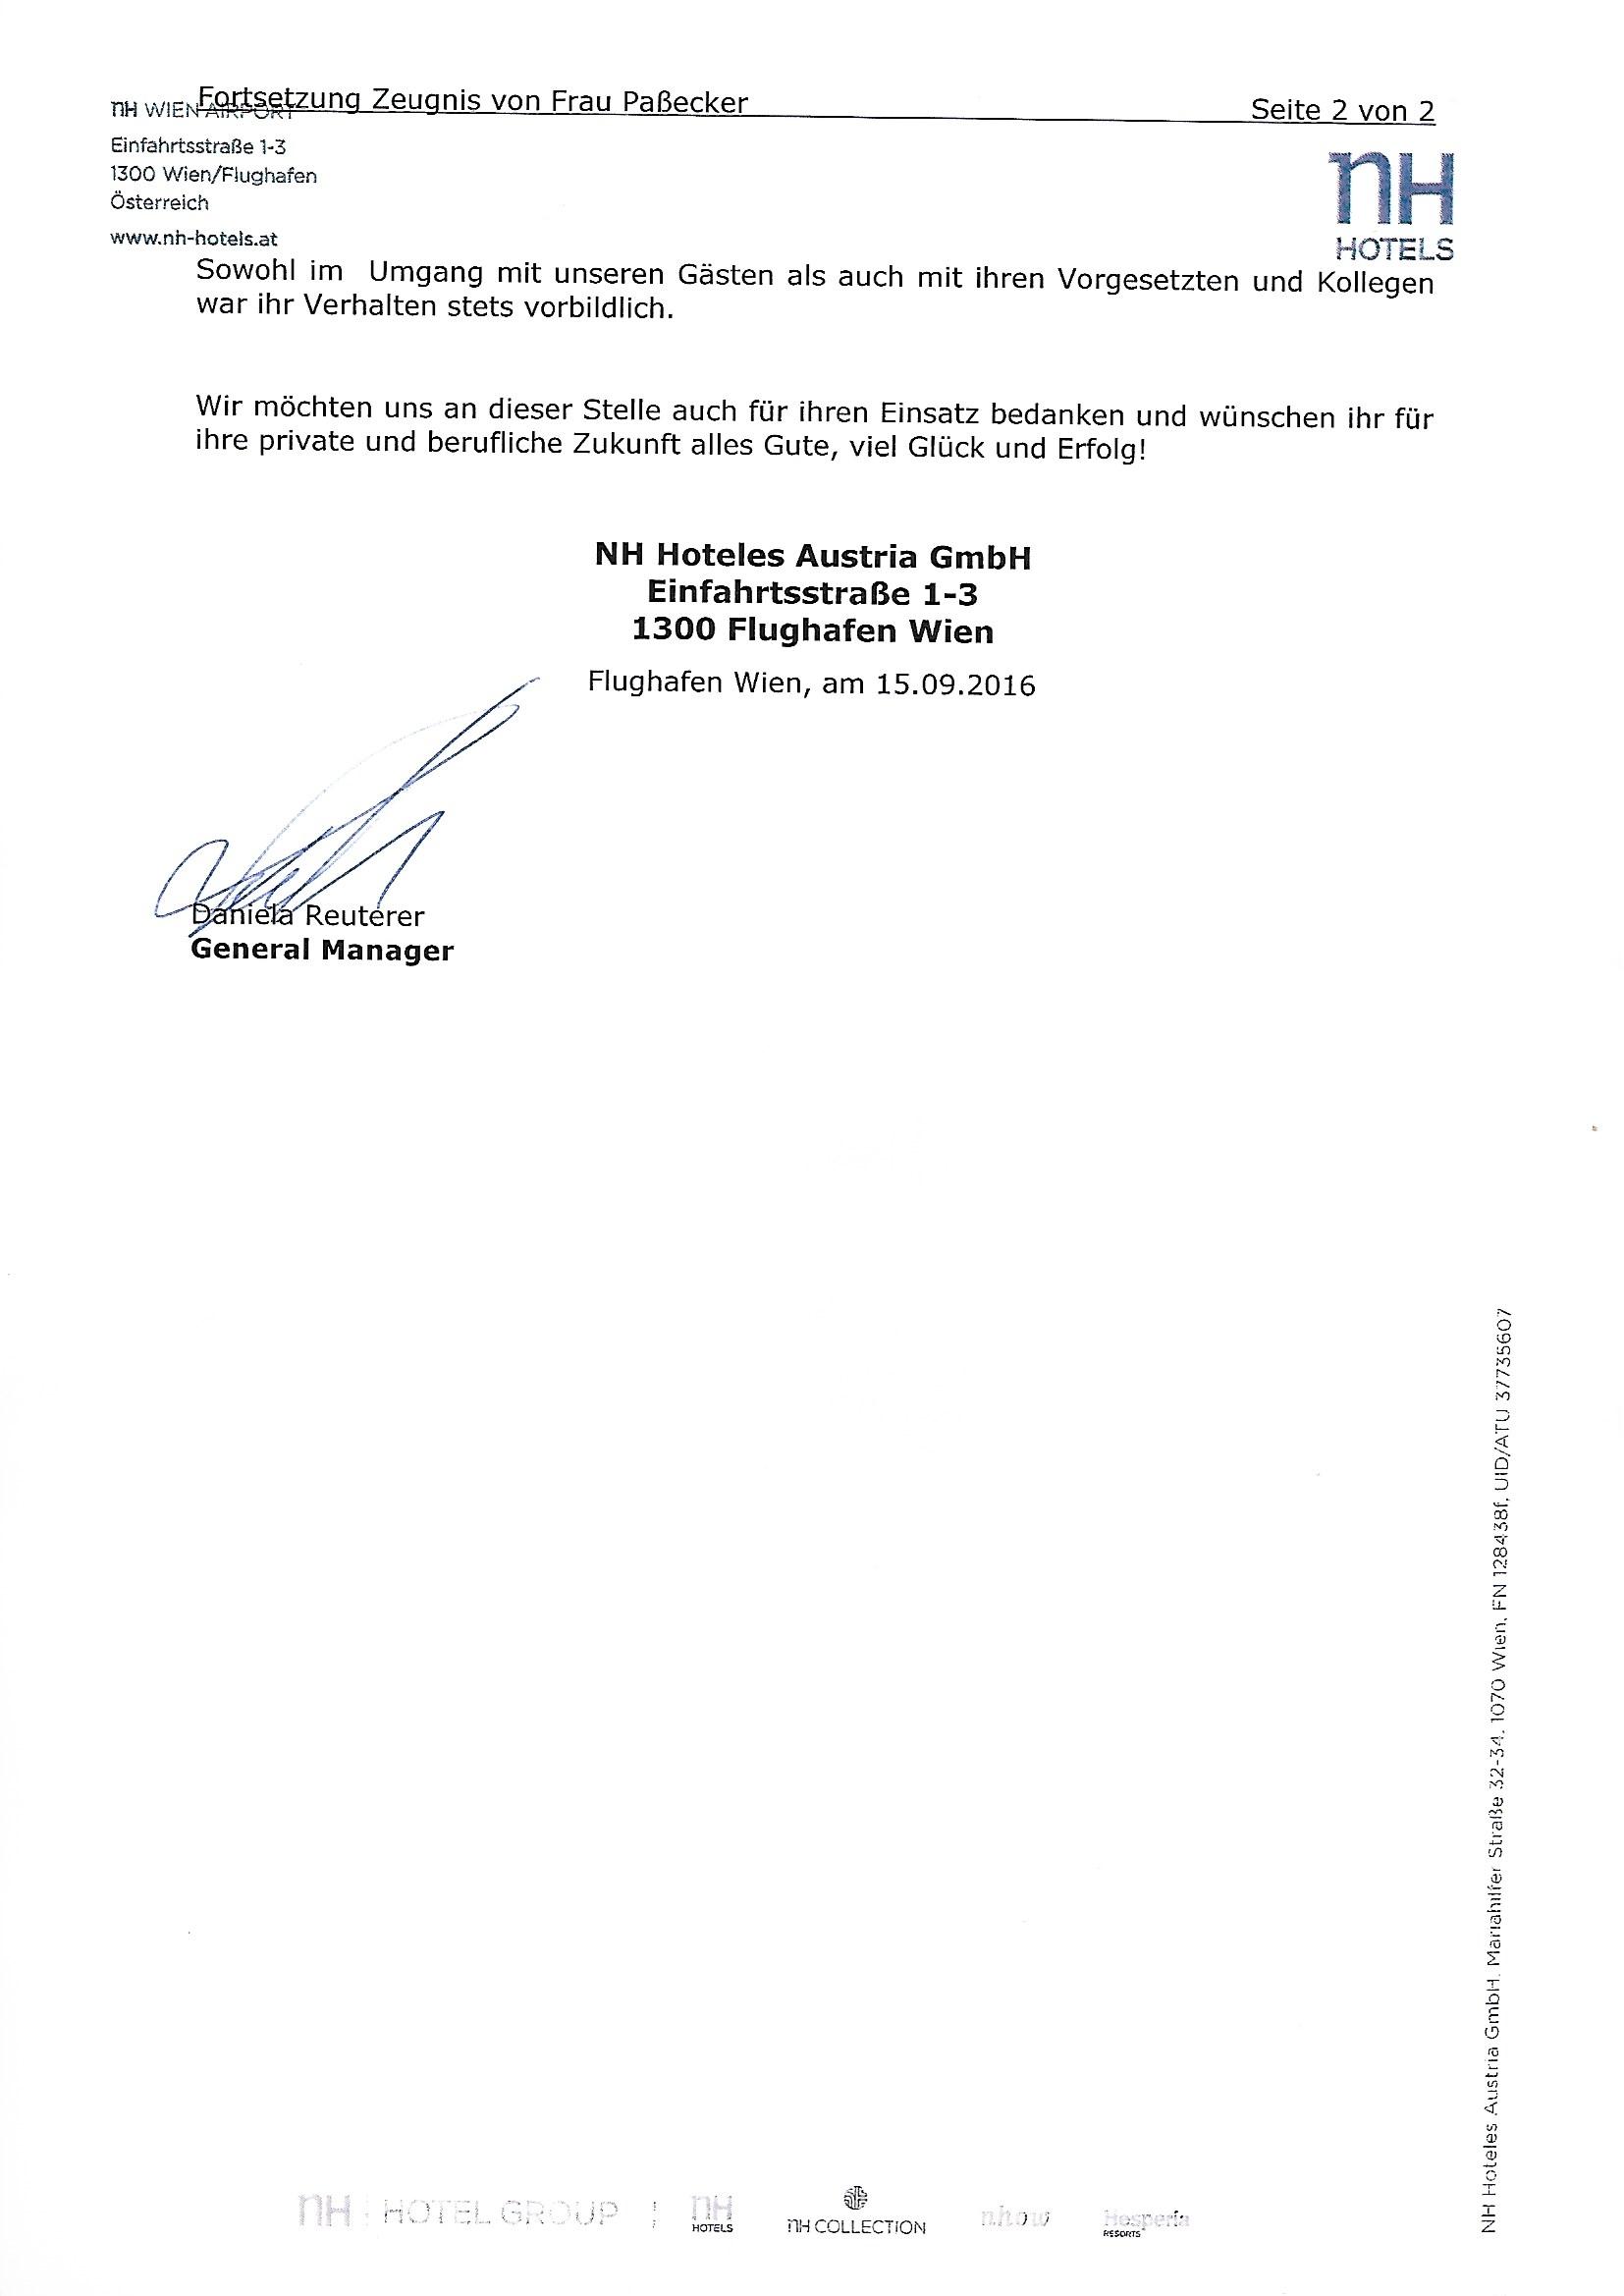 Fortsetzung Zeugnis von Frau Paßecker Seite 2 von 2
nH WIEN AIRPORT
Einfahrtsstraße 1-3
1300 Wien/Flughafen
Österreich
www.nh-hotels.at
nH
HOTELS
Sowohl im Umgang mit unseren Gästen als auch mit ihren Vorgesetzten und Kollegen
war ihr Verhalten stets vorbildlich.
Wir möchten uns an dieser Stelle auch für ihren Einsatz bedanken und wünschen ihr für
ihre private und berufliche Zukunft alles Gute, viel Glück und Erfolg!
NH Hoteles Austria GmbH
Einfahrtsstraße 1-3
1300 Flughafen Wien
Flughafen Wien, am 15.09.2016
Daniela Reuterer
General Manager
NH Hoteles Austria GmbH, Mariahilfer Straße 32-34, 1070 Wien, FN 128438f, UID/ATU 37735607
nH HOTEL GROUP
nH
HOTELS
nH COLLECTION
nhow
Hesperia
RESORTS